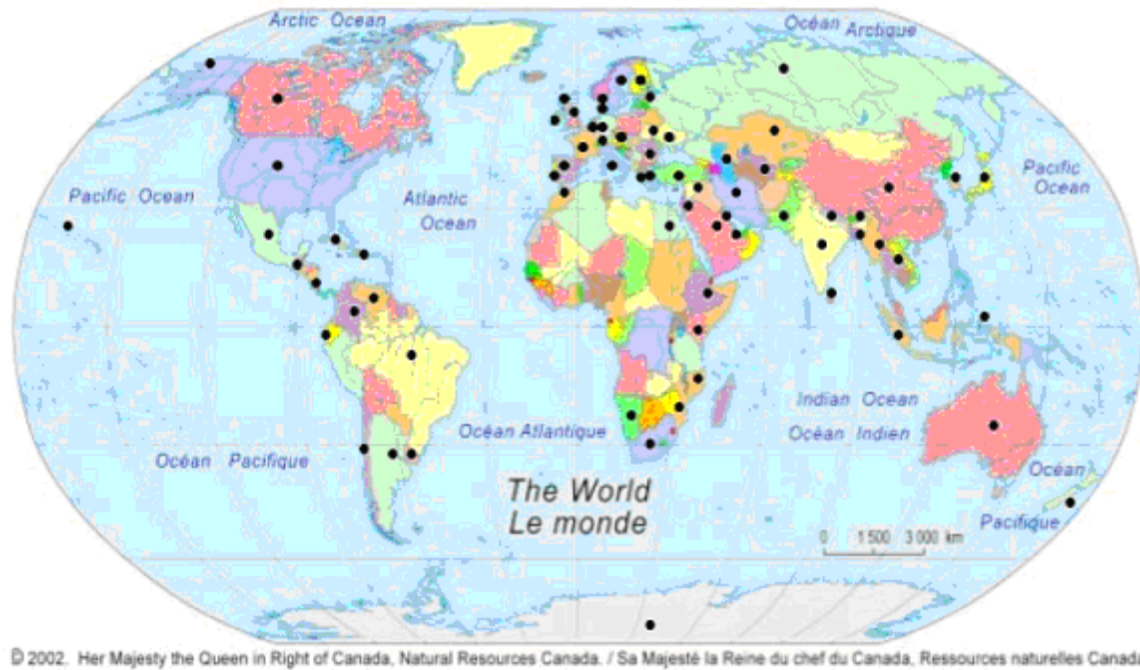 Arctic Ocean
Océan Arctique
Pacific Ocean
Atlantic
Ocean
Pacific
Ocean
Indian Ocean
Océan Indien
Océan Atlantique
Océan Pacifique
Océan
Pacifique
The World
Le monde
0 1 500 3 000 km
© 2002. Her Majesty the Queen in Right of Canada, Natural Resources Canada. / Sa Majesté la Reine du chef du Canada, Ressources naturelles Canad